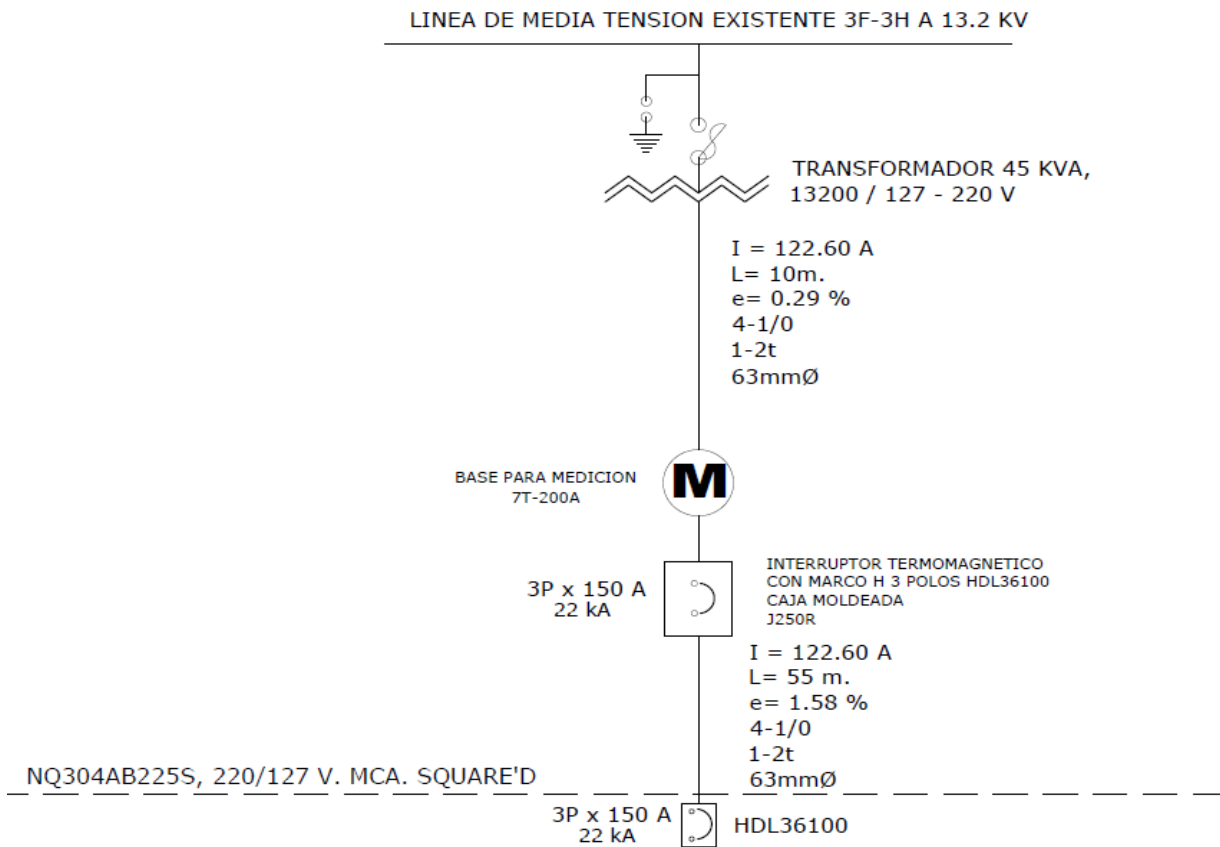 LINEA DE MEDIA TENSION EXISTENTE 3F-3H A 13.2 KV
TRANSFORMADOR 45 KVA,
13200 / 127 - 220 V
I = 122.60 A
L= 10m.
e= 0.29 %
4-1/0
1-2t
63mmØ
BASE PARA MEDICION
7T-200A
M
3P x 150 A
22 kA
INTERRUPTOR TERMOMAGNETICO
CON MARCO H 3 POLOS HDL36100
CAJA MOLDEADA
J250R
I = 122.60 A
L= 55 m.
e= 1.58 %
4-1/0
1-2t
63mmØ
NQ304AB225S, 220/127 V. MCA. SQUARE'D
3P x 150 A
22 kA
HDL36100